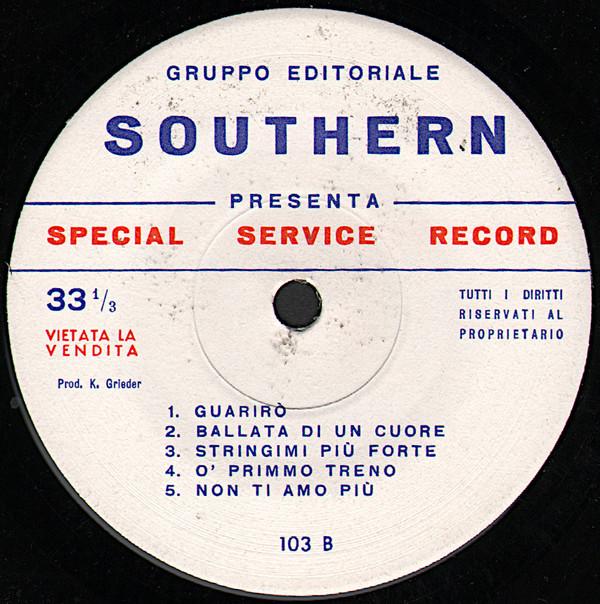 GRUPPO EDITORIALE
SOUTHERN
PRESENTA
SPECIAL SERVICE RECORD
33 1/3
VIETATA LA
VENDITA
Prod. K. Grieder
TUTTI I DIRITTI
RISERVATI AL
PROPRIETARIO
1. GUARIRÒ
2. BALLATA DI UN CUORE
3. STRINGIMI PIÙ FORTE
4. O' PRIMMO TRENO
5. NON TI AMO PIÙ
103 B